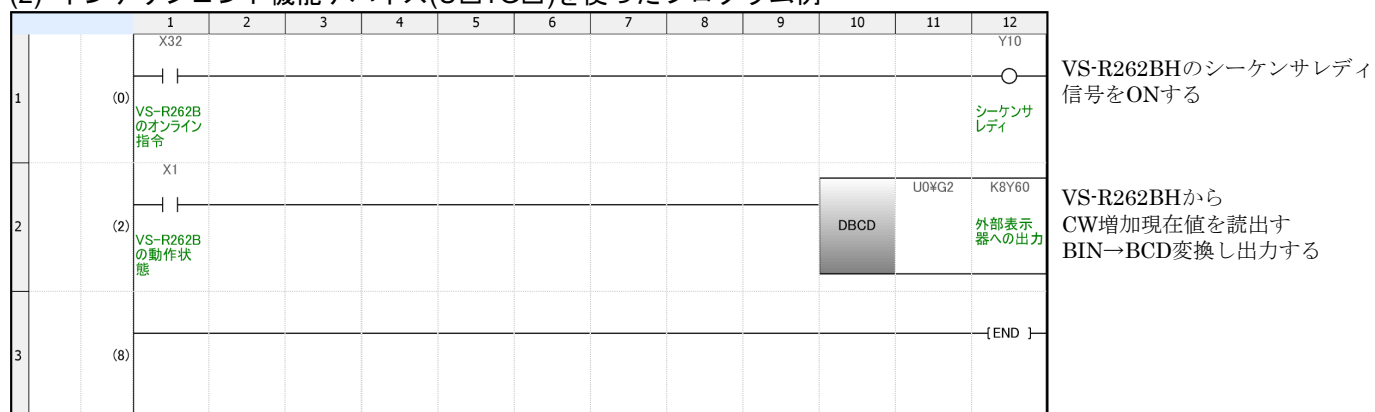 (2) インテリジェント機能デバイス(U□¥G□)を使ったプログラム例
1 2 3 4 5 6 7 8 9 10 11 12
X32 Y10
1 (0)
VS-R262B
のオンライン
指令
シーケンサ
レディ
VS-R262BHのシーケンサレディ
信号をONする
X1
2 (2)
VS-R262B
の動作状
態
DBCD U0¥G2 K8Y60
外部表示
器への出力
VS-R262BHから
CW増加現在値を読出す
BIN→BCD変換し出力する
3 (8)
[END ]